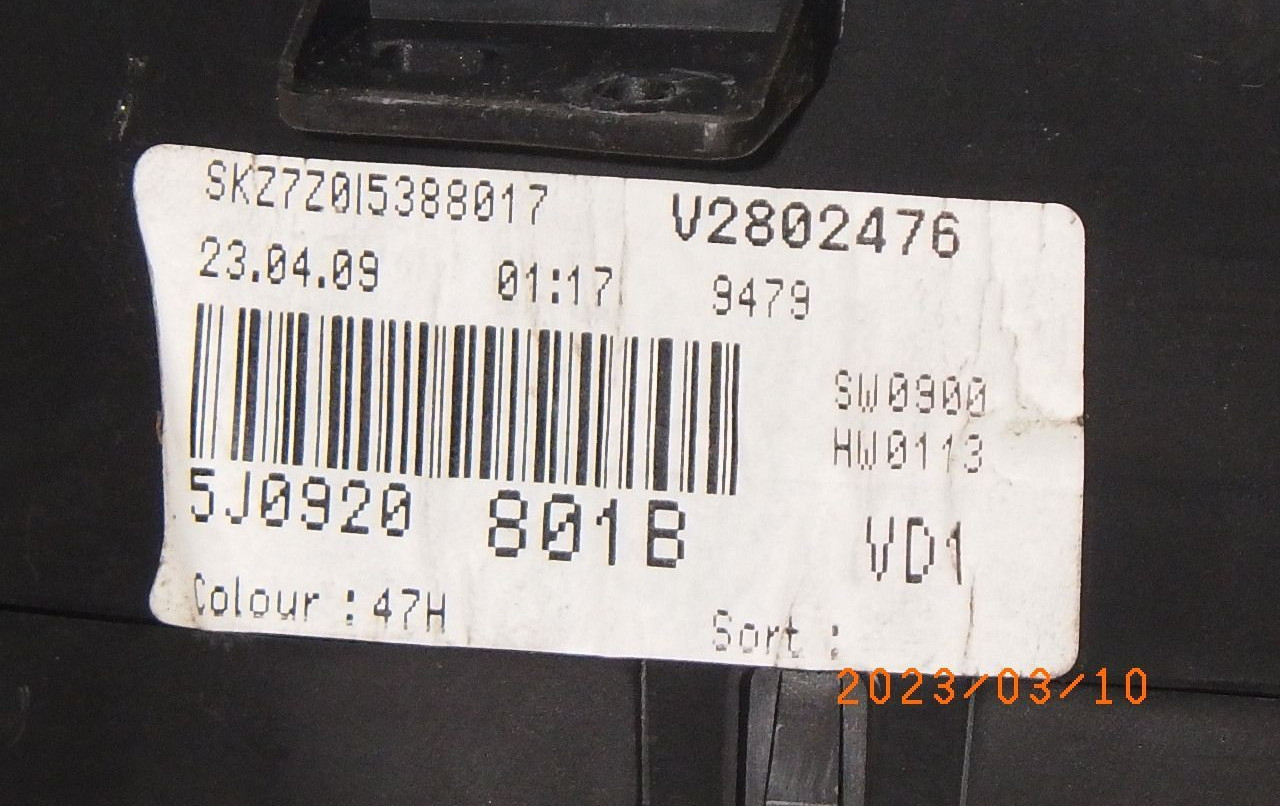 SKZ7Z0I5388017 V2802476
23.04.09 01:17 9479
SW0900
HW0113
5J0920 801B VD1
Colour : 47H Sort :
2023/03/10